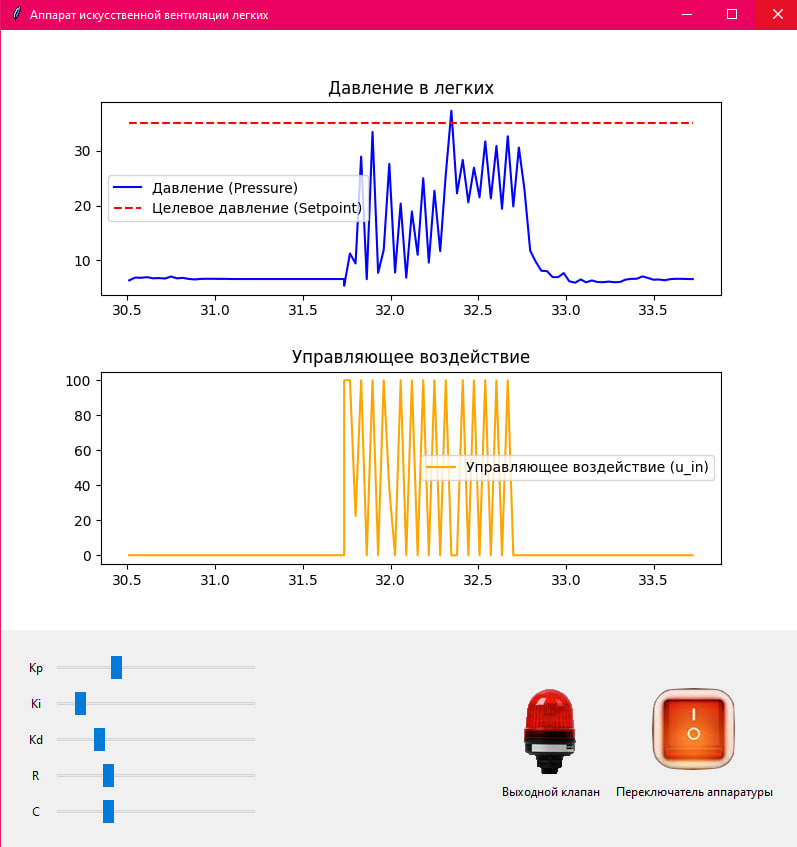 Аппарат искусственной вентиляции легких
Давление в легких
30
20
10
Давление (Pressure)
Целевое давление (Setpoint)
30.5 31.0 31.5 32.0 32.5 33.0 33.5
Управляющее воздействие
100
80
60
40
20
0
Управляющее воздействие (u_in)
30.5 31.0 31.5 32.0 32.5 33.0 33.5
Kp
Ki
Kd
R
C
I
O
Выходной клапан
Переключатель аппаратуры